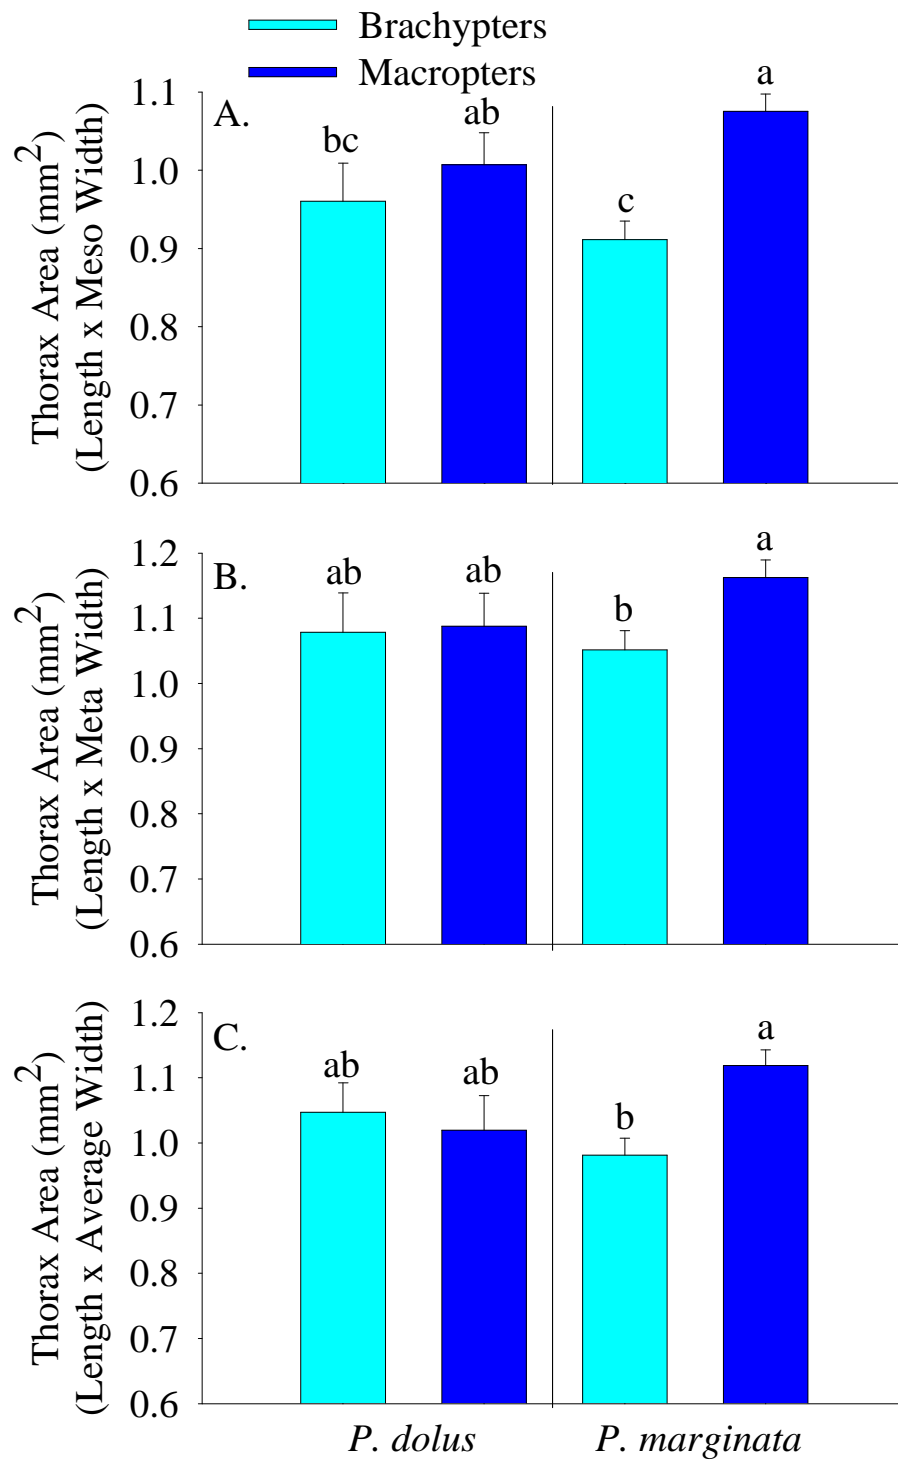 Brachypters
Macropters
A.
Thorax Area (mm²)
(Length x Meso Width)
1.1
1.0
0.9
0.8
0.7
0.6
bc
ab
c
a
B.
Thorax Area (mm²)
(Length x Meta Width)
1.2
1.1
1.0
0.9
0.8
0.7
0.6
ab
ab
b
a
C.
Thorax Area (mm²)
(Length x Average Width)
1.2
1.1
1.0
0.9
0.8
0.7
0.6
ab
ab
b
a
P. dolus
P. marginata